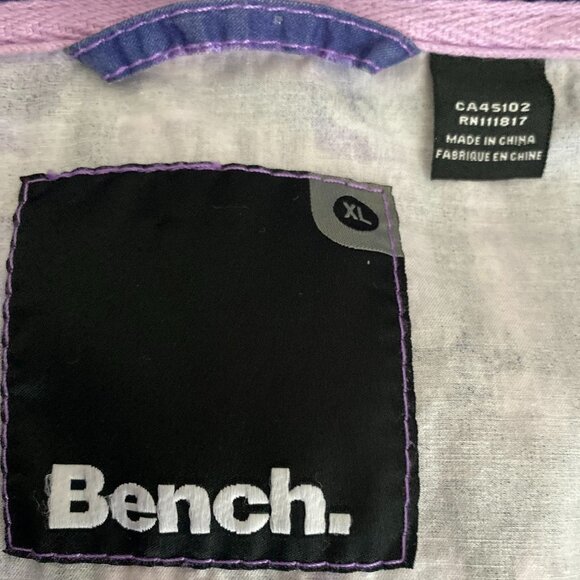 CA45102
RN111817
MADE IN CHINA
FABRIQUE EN CHINE
XL
Bench.